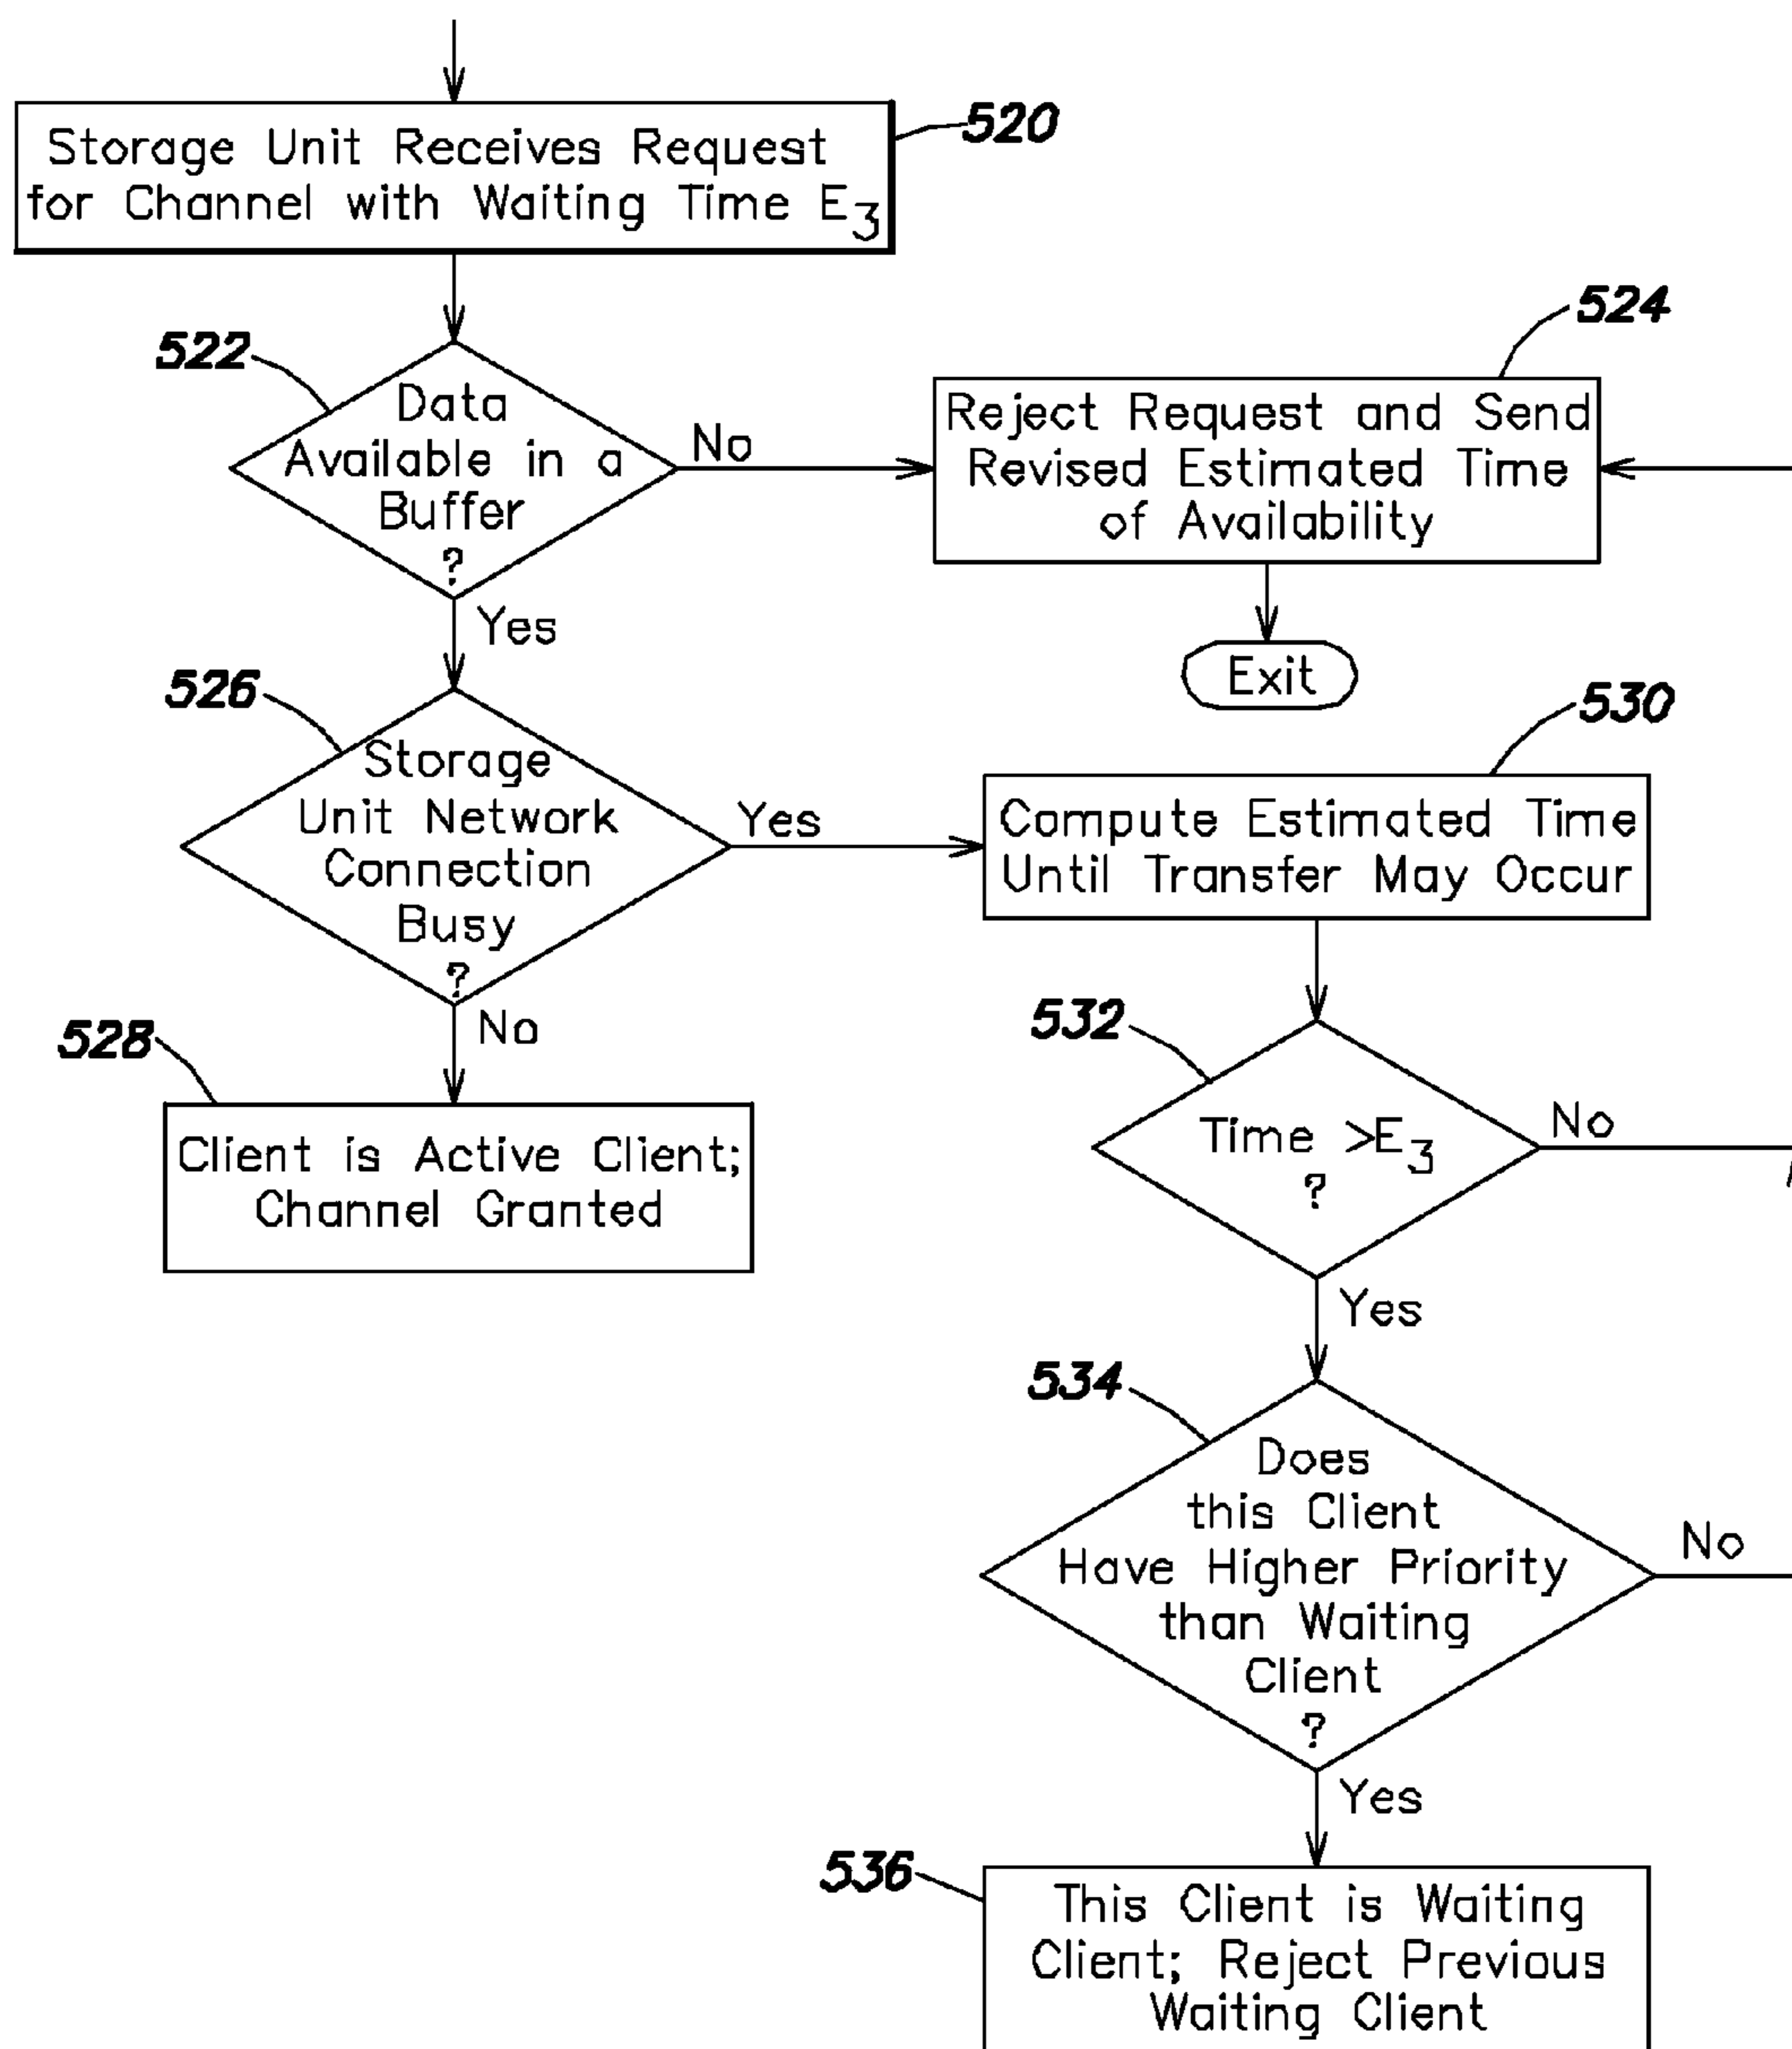 520
Storage Unit Receives Request
for Channel with Waiting Time E₃
522
Data
Available in a
Buffer
?
No
Yes
524
Reject Request and Send
Revised Estimated Time
of Availability
Exit
526
Storage
Unit Network
Connection
Busy
?
Yes
No
528
Client is Active Client;
Channel Granted
530
Compute Estimated Time
Until Transfer May Occur
532
Time >E₃
?
No
Yes
534
Does
this Client
Have Higher Priority
than Waiting
Client
?
No
Yes
536
This Client is Waiting
Client; Reject Previous
Waiting Client